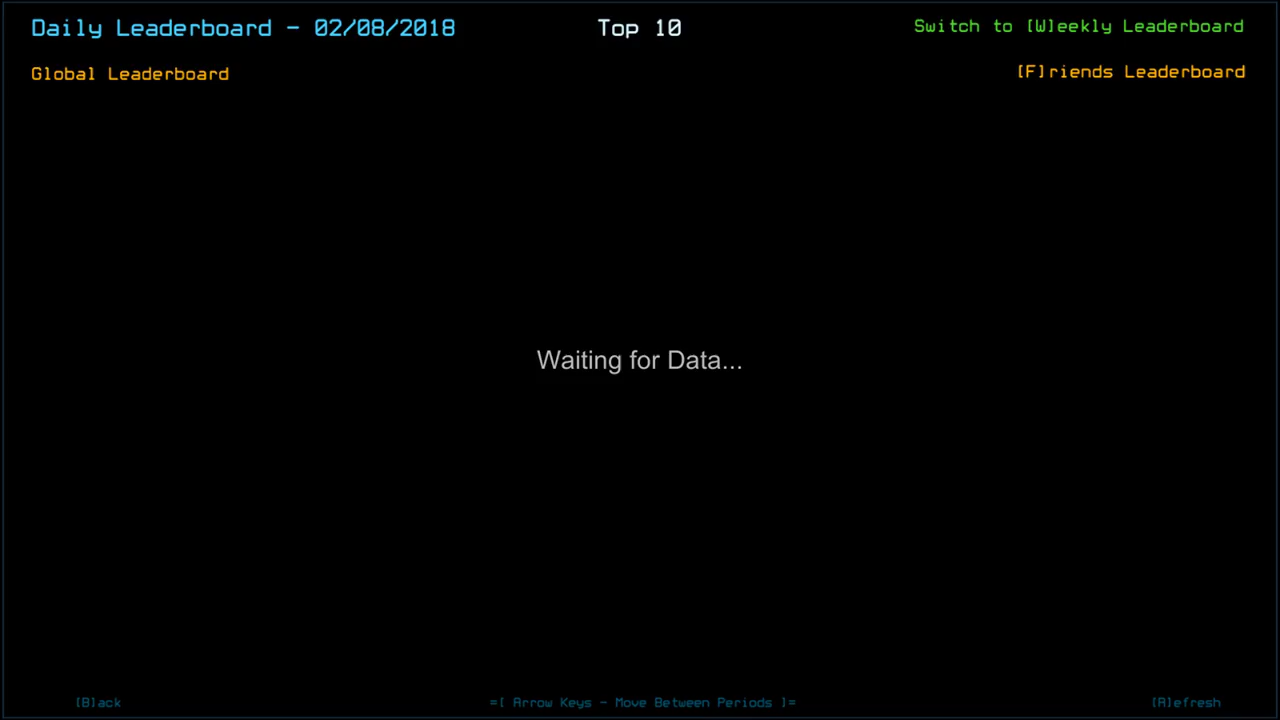 Daily Leaderboard - 02/08/2018
Top 10
Switch to [W]eekly Leaderboard
Global Leaderboard
[F]riends Leaderboard
Waiting for Data...
[B]ack
=[ Arrow Keys - Move Between Periods ]=
[R]efresh